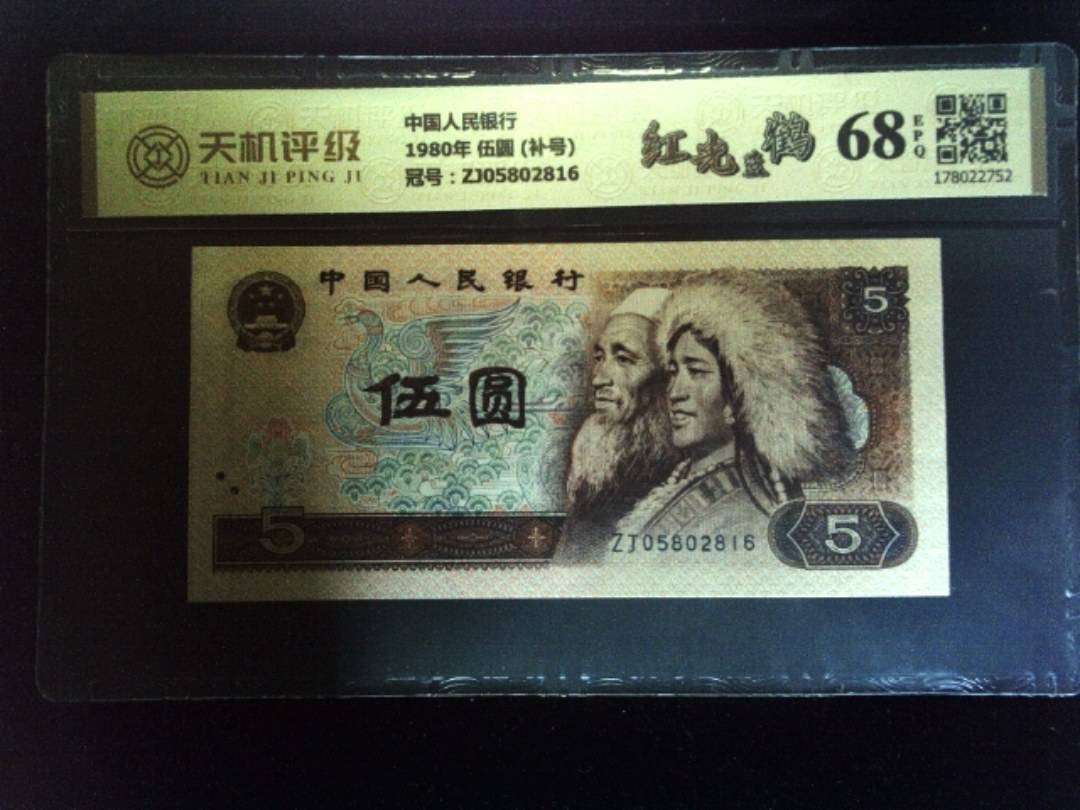 天机评级
TIAN JI PING JI
中国人民银行
1980年 伍圆 (补号)
冠号：ZJ05802816
红光蓝鹤
68
EPQ
178022752
中国人民银行
5
伍圆
5
ZJ05802816
5